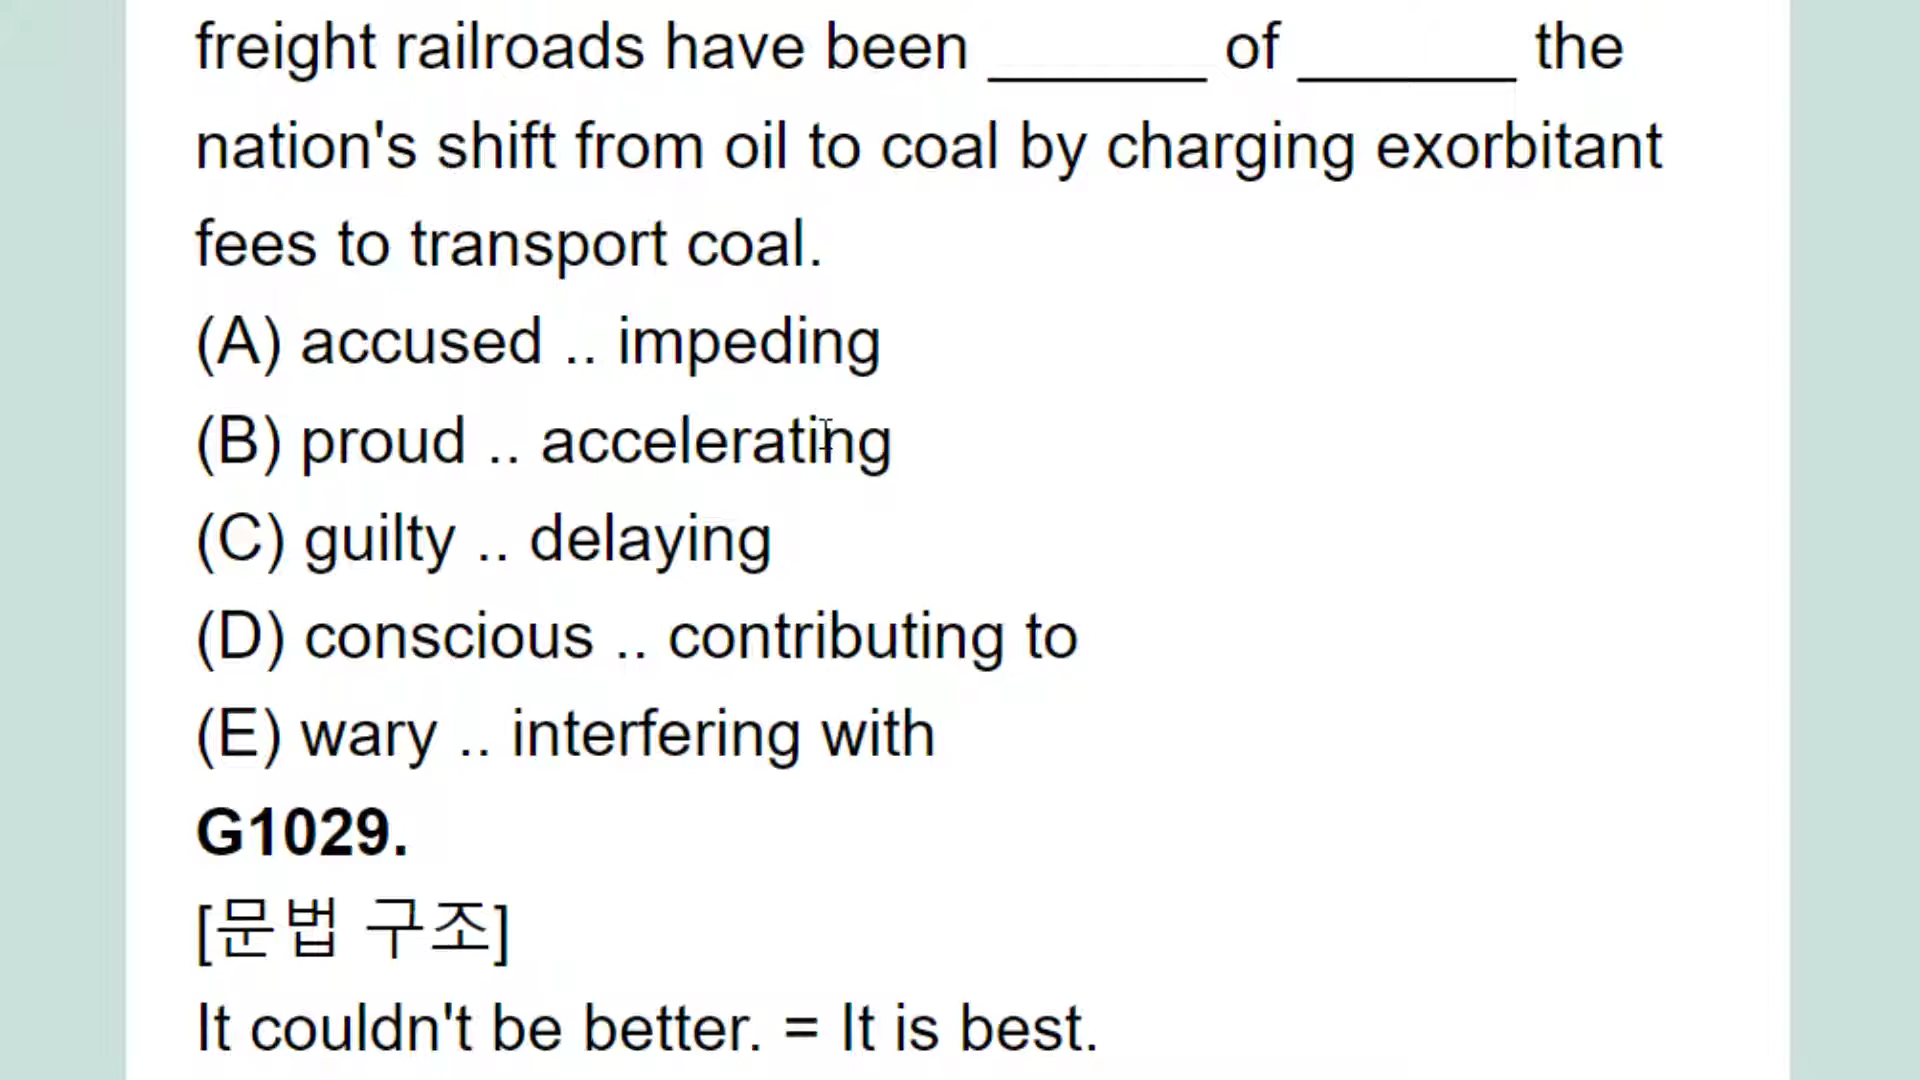 freight railroads have been _______ of _______ the
nation's shift from oil to coal by charging exorbitant
fees to transport coal.
(A) accused .. impeding
(B) proud .. accelerating
(C) guilty .. delaying
(D) conscious .. contributing to
(E) wary .. interfering with
G1029.
[문법 구조]
It couldn't be better. = It is best.